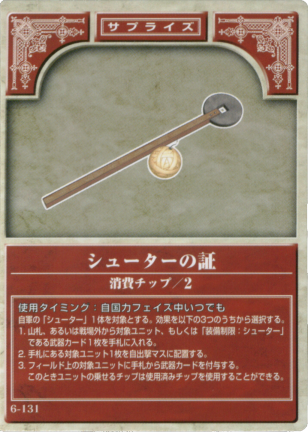 サプライズ
シューターの証
消費チップ／2
使用タイミング：自国力フェイズ中いつでも
自軍の「シューター」1体を対象とする。効果を以下の3つのうちから選択する。
1. 山札、あるいは戦場外から対象ユニット、もしくは「装備制限：シューター」
である武器カード1枚を手札に入れる。
2. 手札にある対象ユニット1枚を自出撃マスに配置する。
3. フィールド上の対象ユニットに手札から武器カードを付与する。
このときユニットの乗せるチップは使用済みチップを使用することができる。
6-131